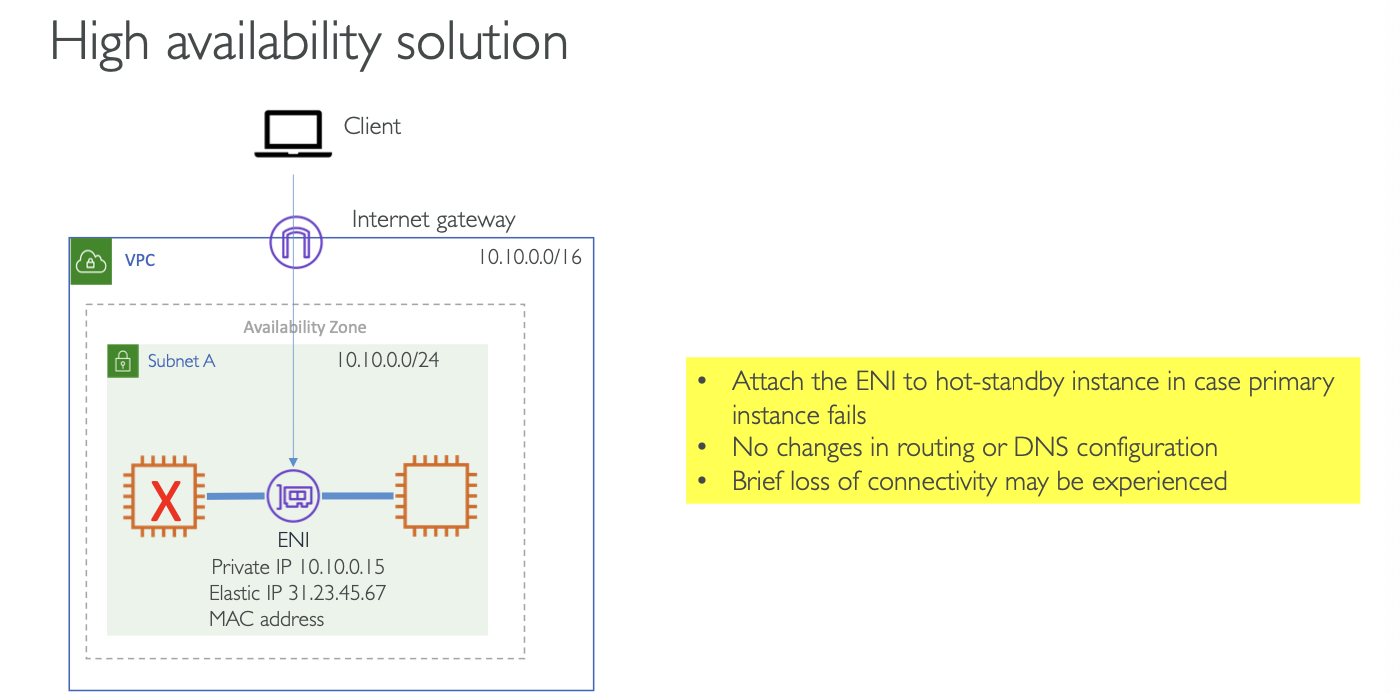 High availability solution
Client
Internet gateway
VPC
10.10.0.0/16
Availability Zone
Subnet A
10.10.0.0/24
X
ENI
Private IP 10.10.0.15
Elastic IP 31.23.45.67
MAC address
• Attach the ENI to hot-standby instance in case primary
instance fails
• No changes in routing or DNS configuration
• Brief loss of connectivity may be experienced